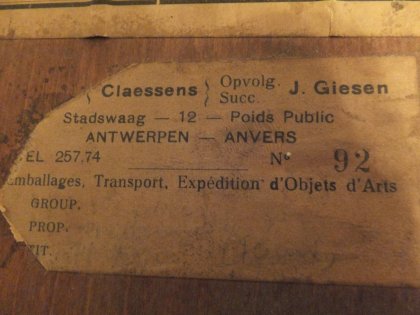 Claessens } Opvolg. Succ. J. Giesen
Stadswaag — 12 — Poids Public
ANTWERPEN — ANVERS
EL 257.74 N° 92
Emballages, Transport, Expédition d'Objets d'Arts
GROUP.
PROP.
TIT.